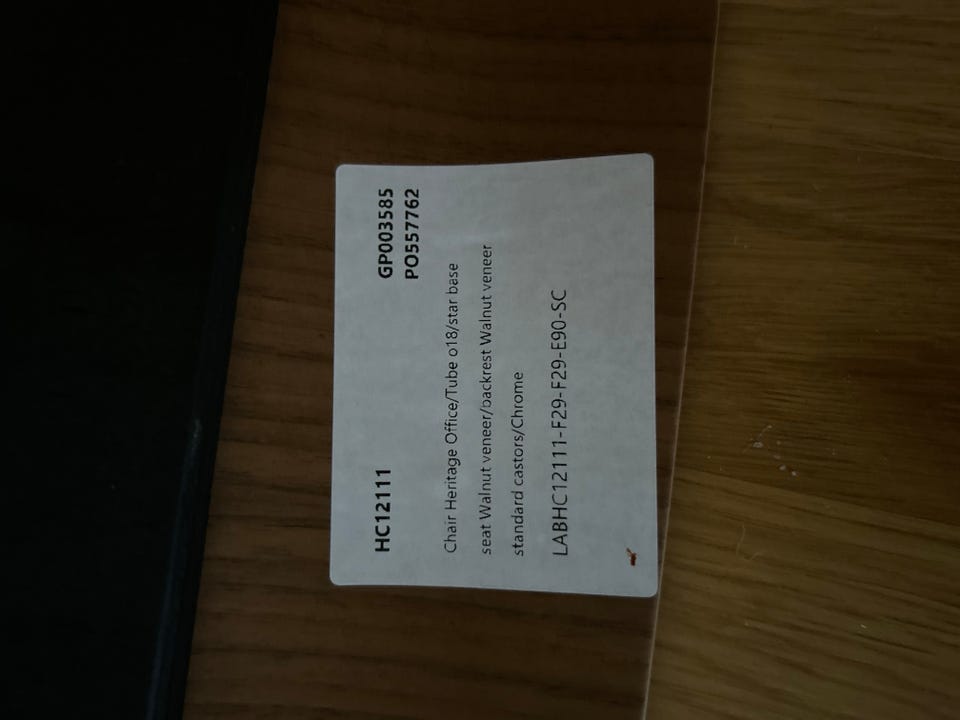 HC12111 GP003585
PO557762
Chair Heritage Office/Tube o18/star base
seat Walnut veneer/backrest Walnut veneer
standard castors/Chrome
LABHC12111-F29-F29-E90-SC